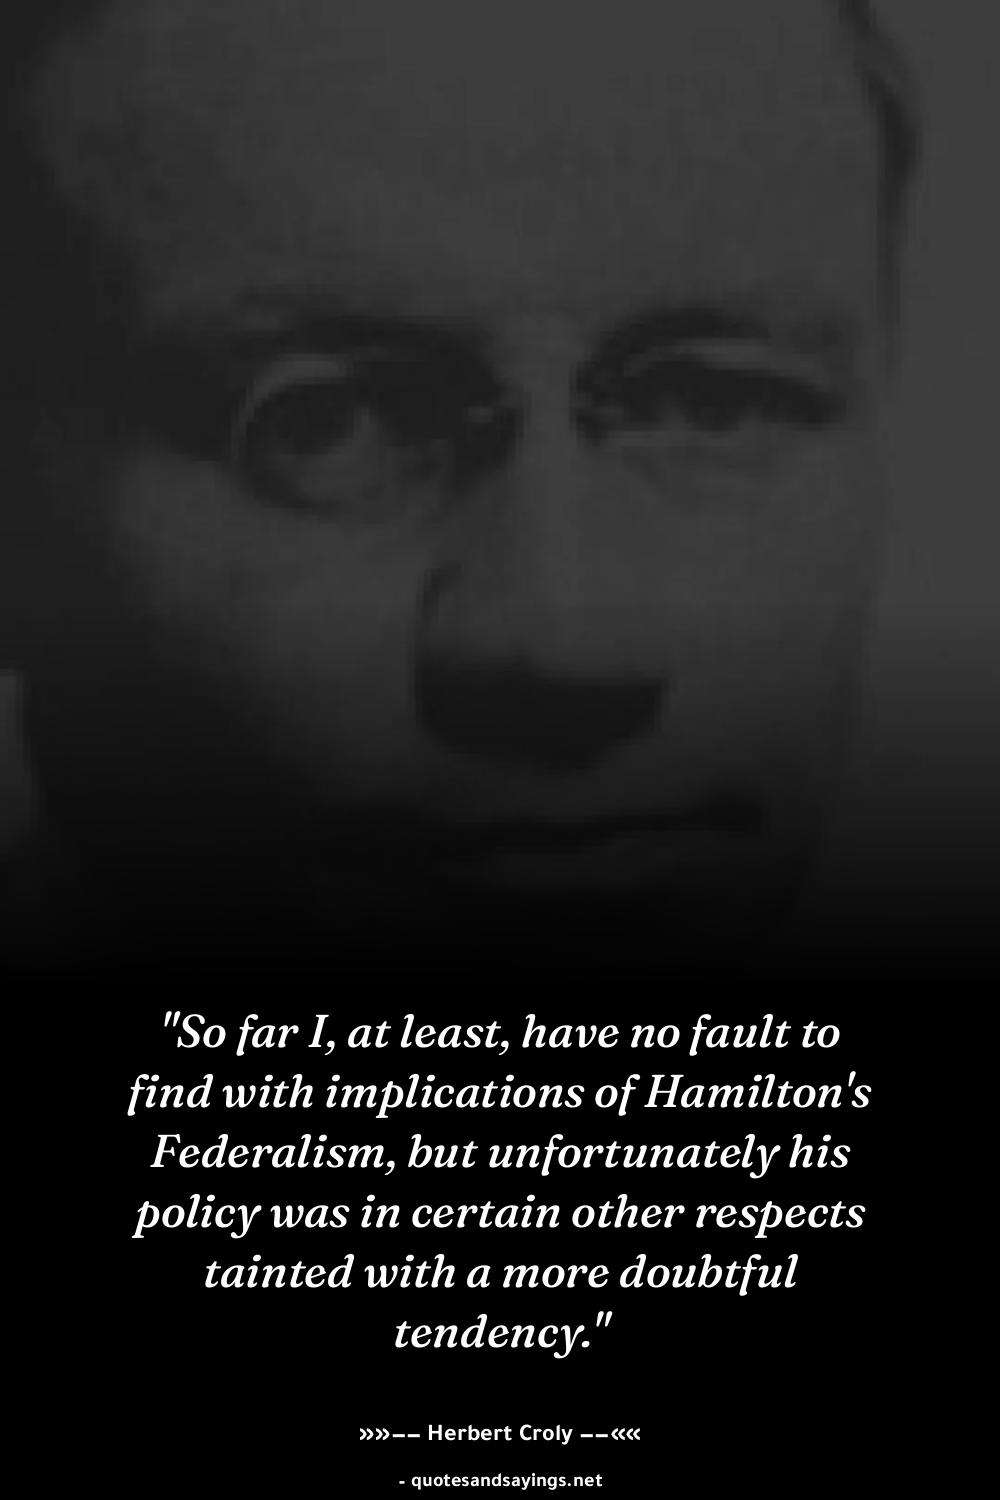 "So far I, at least, have no fault to
find with implications of Hamilton's
Federalism, but unfortunately his
policy was in certain other respects
tainted with a more doubtful
tendency."
»»–– Herbert Croly ––««
- quotesandsayings.net